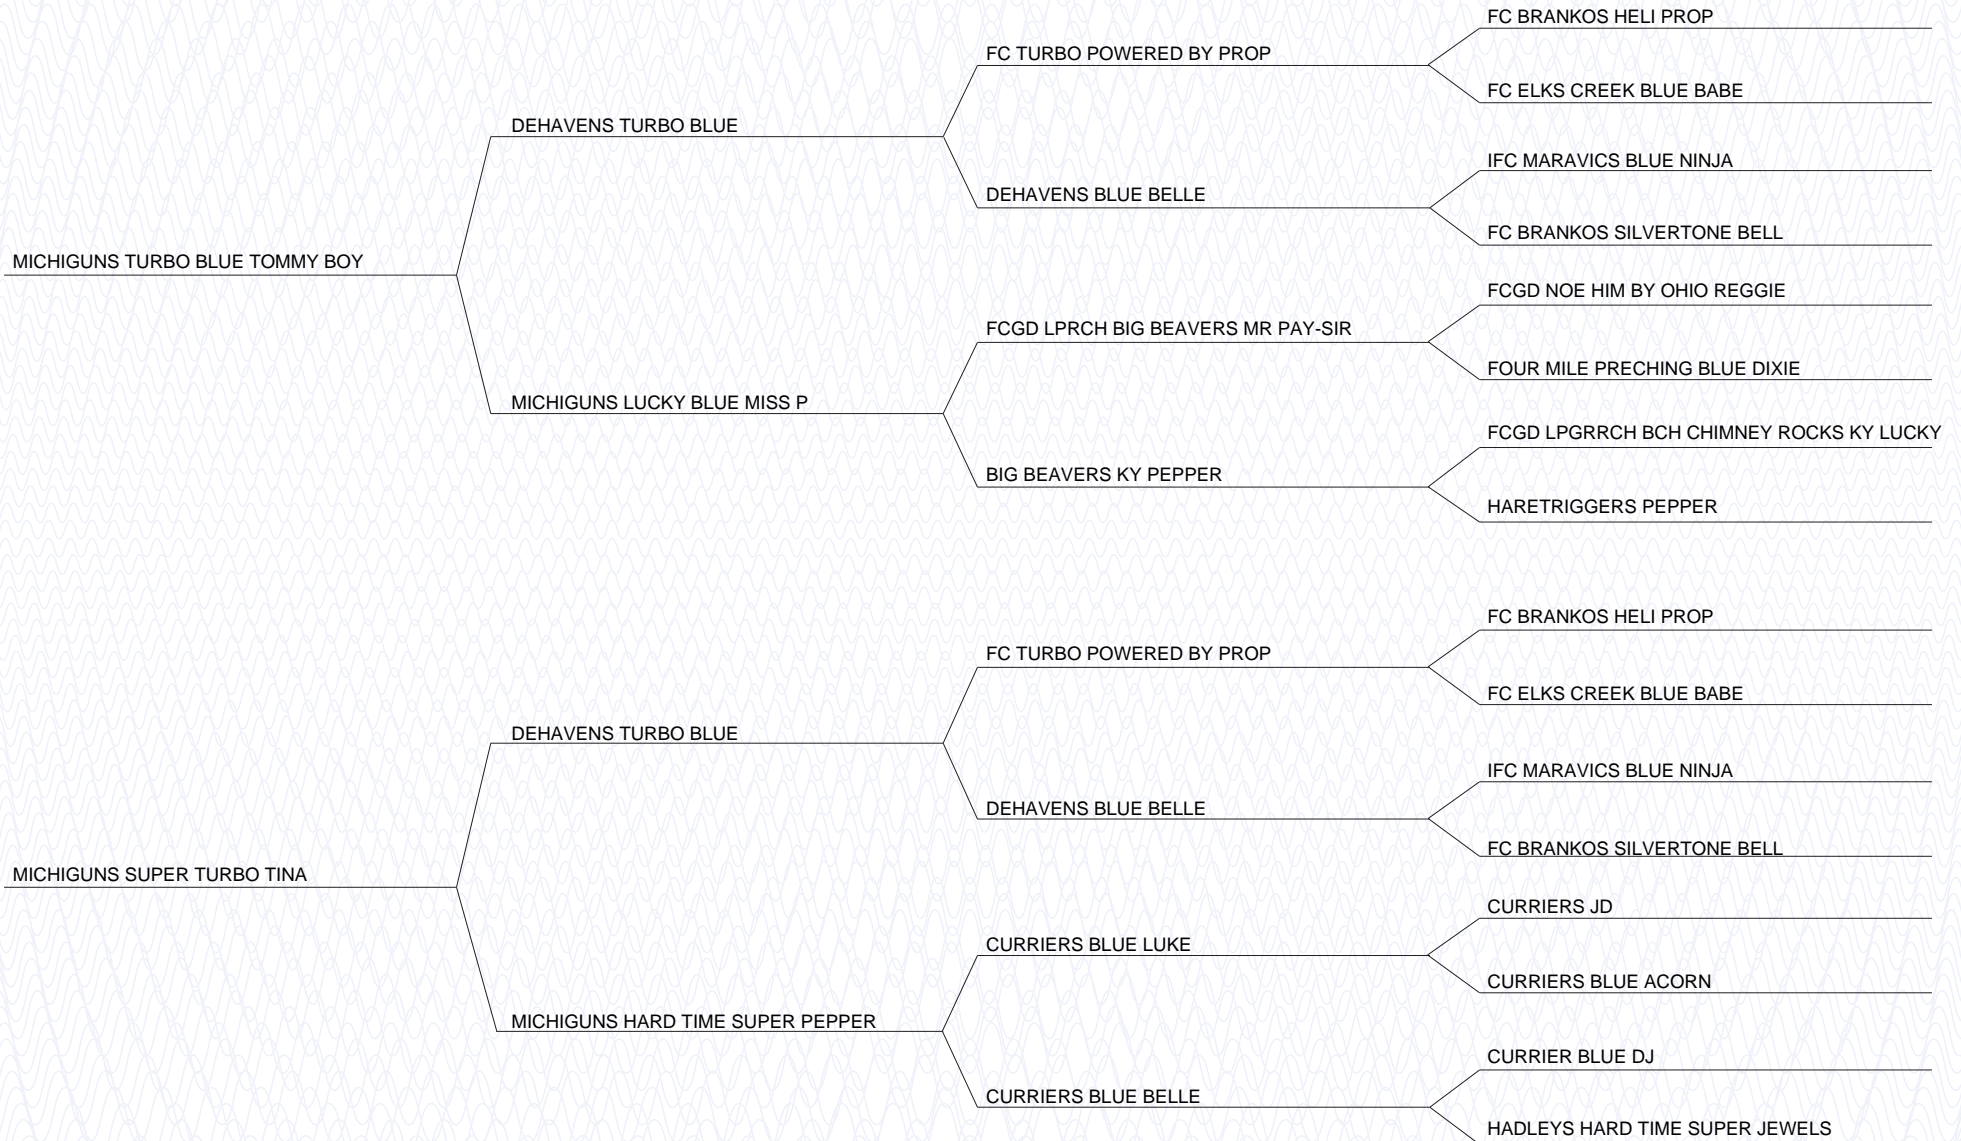 FC BRANKOS HELI PROP
FC TURBO POWERED BY PROP
FC ELKS CREEK BLUE BABE
DEHAVENS TURBO BLUE
IFC MARAVICS BLUE NINJA
DEHAVENS BLUE BELLE
FC BRANKOS SILVERTONE BELL
MICHIGUNS TURBO BLUE TOMMY BOY
FCGD NOE HIM BY OHIO REGGIE
FCGD LPRCH BIG BEAVERS MR PAY-SIR
FOUR MILE PRECHING BLUE DIXIE
MICHIGUNS LUCKY BLUE MISS P
FCGD LPGRRCH BCH CHIMNEY ROCKS KY LUCKY
BIG BEAVERS KY PEPPER
HARETRIGGERS PEPPER
FC BRANKOS HELI PROP
FC TURBO POWERED BY PROP
FC ELKS CREEK BLUE BABE
DEHAVENS TURBO BLUE
IFC MARAVICS BLUE NINJA
DEHAVENS BLUE BELLE
FC BRANKOS SILVERTONE BELL
MICHIGUNS SUPER TURBO TINA
CURRIERS JD
CURRIERS BLUE LUKE
CURRIERS BLUE ACORN
MICHIGUNS HARD TIME SUPER PEPPER
CURRIER BLUE DJ
CURRIERS BLUE BELLE
HADLEYS HARD TIME SUPER JEWELS